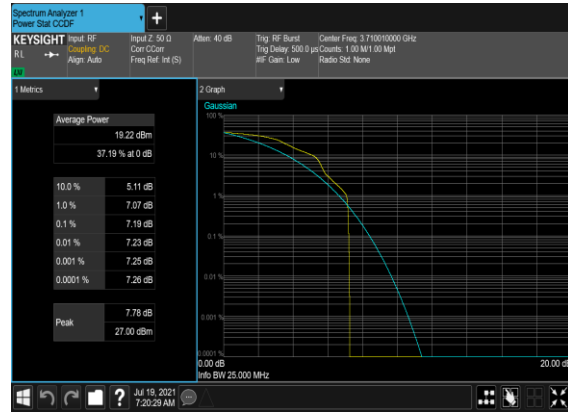 Spectrum Analyzer 1
Power Stat CCDF
+
KEYSIGHT
R L
LXI
Input: RF
Coupling: DC
Align: Auto
Input Z: 50 Ω
Corr CCorr
Freq Ref: Int (S)
Atten: 40 dB
Trig: RF Burst
Trig Delay: 500.0 µs
#IF Gain: Low
Center Freq: 3.710010000 GHz
Counts: 1.00 M/1.00 Mpt
Radio Std: None
1 Metrics
Average Power
19.22 dBm
37.19 % at 0 dB
10.0 % 5.11 dB
1.0 % 7.07 dB
0.1 % 7.19 dB
0.01 % 7.23 dB
0.001 % 7.25 dB
0.0001 % 7.26 dB
Peak
7.78 dB
27.00 dBm
2 Graph
Gaussian
100 %
10 %
1 %
0.1 %
0.01 %
0.001 %
0.0001 %
0.00 dB
20.00 dB
Info BW 25.000 MHz
?
Jul 19, 2021
7:20:29 AM